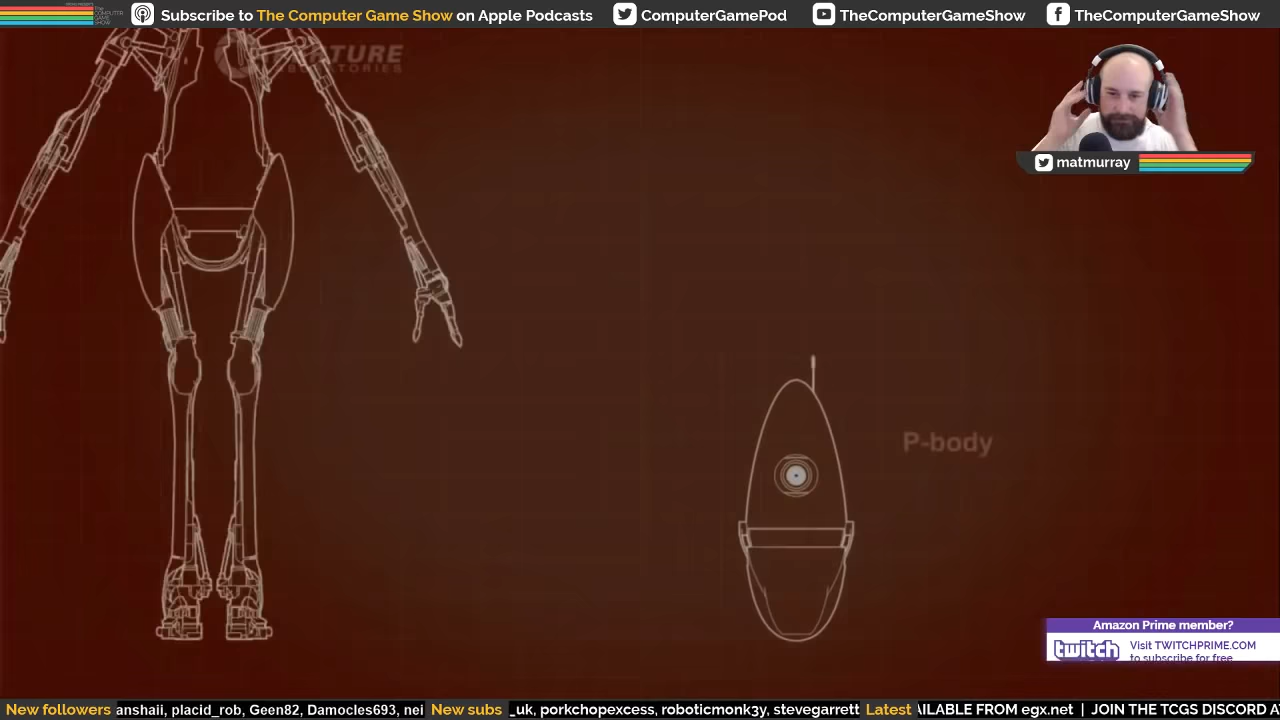 Subscribe to The Computer Game Show on Apple Podcasts
ComputerGamePod
TheComputerGameShow
TheComputerGameShow
LABORATORIES
matmurray
P-body
Amazon Prime member?
twitch
Visit TWITCHPRIME.COM
to subscribe for free
New followers anshaii, placid_rob, Geen82, Damocles693, nei
New subs _uk, porkchopexcess, roboticmonk3y, stevegarrett
Latest AILABLE FROM egx.net | JOIN THE TCGS DISCORD A